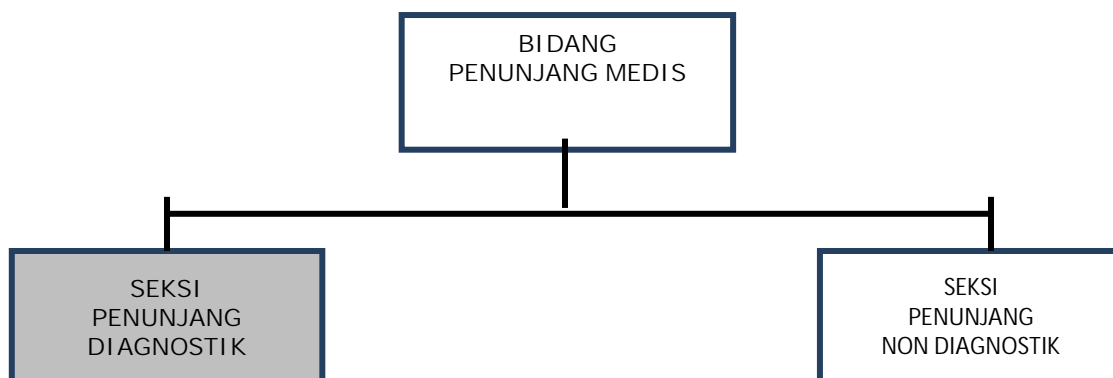 BIDANG
PENUNJANG MEDIS
SEKSI
PENUNJANG
DIAGNOSTIK
SEKSI
PENUNJANG
NON DIAGNOSTIK